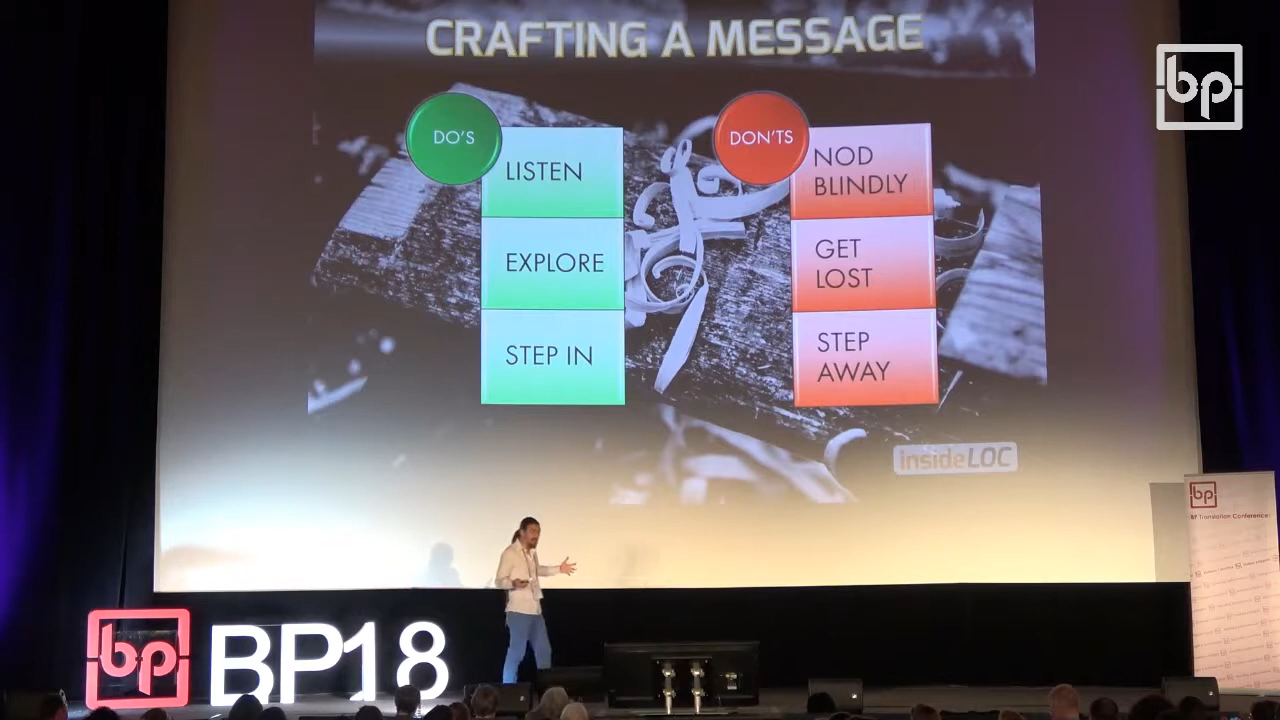 CRAFTING A MESSAGE
DO'S
LISTEN
EXPLORE
STEP IN
DON'TS
NOD
BLINDLY
GET
LOST
STEP
AWAY
insideLOC
bp
bp
BP Translation Conference
bp
BP18